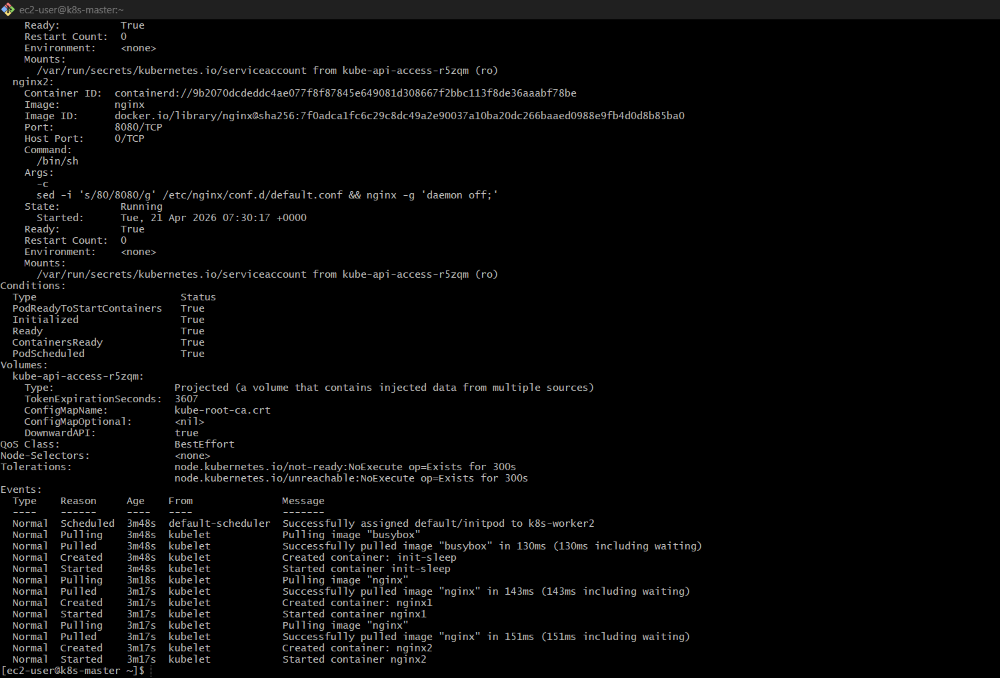 ec2-user@k8s-master:~
    Ready:          True
    Restart Count:  0
    Environment:    <none>
    Mounts:
      /var/run/secrets/kubernetes.io/serviceaccount from kube-api-access-r5zqm (ro)
  nginx2:
    Container ID:  containerd://9b2070dcdeddc4ae077f8f87845e649081d308667f2bbc113f8de36aaabf78be
    Image:         nginx
    Image ID:      docker.io/library/nginx@sha256:7f0adca1fc6c29c8dc49a2e90037a10ba20dc266baaed0988e9fb4d0d8b85ba0
    Port:          8080/TCP
    Host Port:     0/TCP
    Command:
      /bin/sh
    Args:
      -c
      sed -i 's/80/8080/g' /etc/nginx/conf.d/default.conf && nginx -g 'daemon off;'
    State:          Running
      Started:      Tue, 21 Apr 2026 07:30:17 +0000
    Ready:          True
    Restart Count:  0
    Environment:    <none>
    Mounts:
      /var/run/secrets/kubernetes.io/serviceaccount from kube-api-access-r5zqm (ro)
Conditions:
  Type                        Status
  PodReadyToStartContainers   True
  Initialized                 True
  Ready                       True
  ContainersReady             True
  PodScheduled                True
Volumes:
  kube-api-access-r5zqm:
    Type:                    Projected (a volume that contains injected data from multiple sources)
    TokenExpirationSeconds:  3607
    ConfigMapName:           kube-root-ca.crt
    ConfigMapOptional:       <nil>
    DownwardAPI:             true
QoS Class:                   BestEffort
Node-Selectors:              <none>
Tolerations:                 node.kubernetes.io/not-ready:NoExecute op=Exists for 300s
                             node.kubernetes.io/unreachable:NoExecute op=Exists for 300s
Events:
  Type    Reason     Age    From               Message
  ----    ------     ----   ----               -------
  Normal  Scheduled  3m48s  default-scheduler  Successfully assigned default/initpod to k8s-worker2
  Normal  Pulling    3m48s  kubelet            Pulling image "busybox"
  Normal  Pulled     3m48s  kubelet            Successfully pulled image "busybox" in 130ms (130ms including waiting)
  Normal  Created    3m48s  kubelet            Created container: init-sleep
  Normal  Started    3m48s  kubelet            Started container init-sleep
  Normal  Pulling    3m18s  kubelet            Pulling image "nginx"
  Normal  Pulled     3m17s  kubelet            Successfully pulled image "nginx" in 143ms (143ms including waiting)
  Normal  Created    3m17s  kubelet            Created container: nginx1
  Normal  Started    3m17s  kubelet            Started container nginx1
  Normal  Pulling    3m17s  kubelet            Pulling image "nginx"
  Normal  Pulled     3m17s  kubelet            Successfully pulled image "nginx" in 151ms (151ms including waiting)
  Normal  Created    3m17s  kubelet            Created container: nginx2
  Normal  Started    3m17s  kubelet            Started container nginx2
[ec2-user@k8s-master ~]$